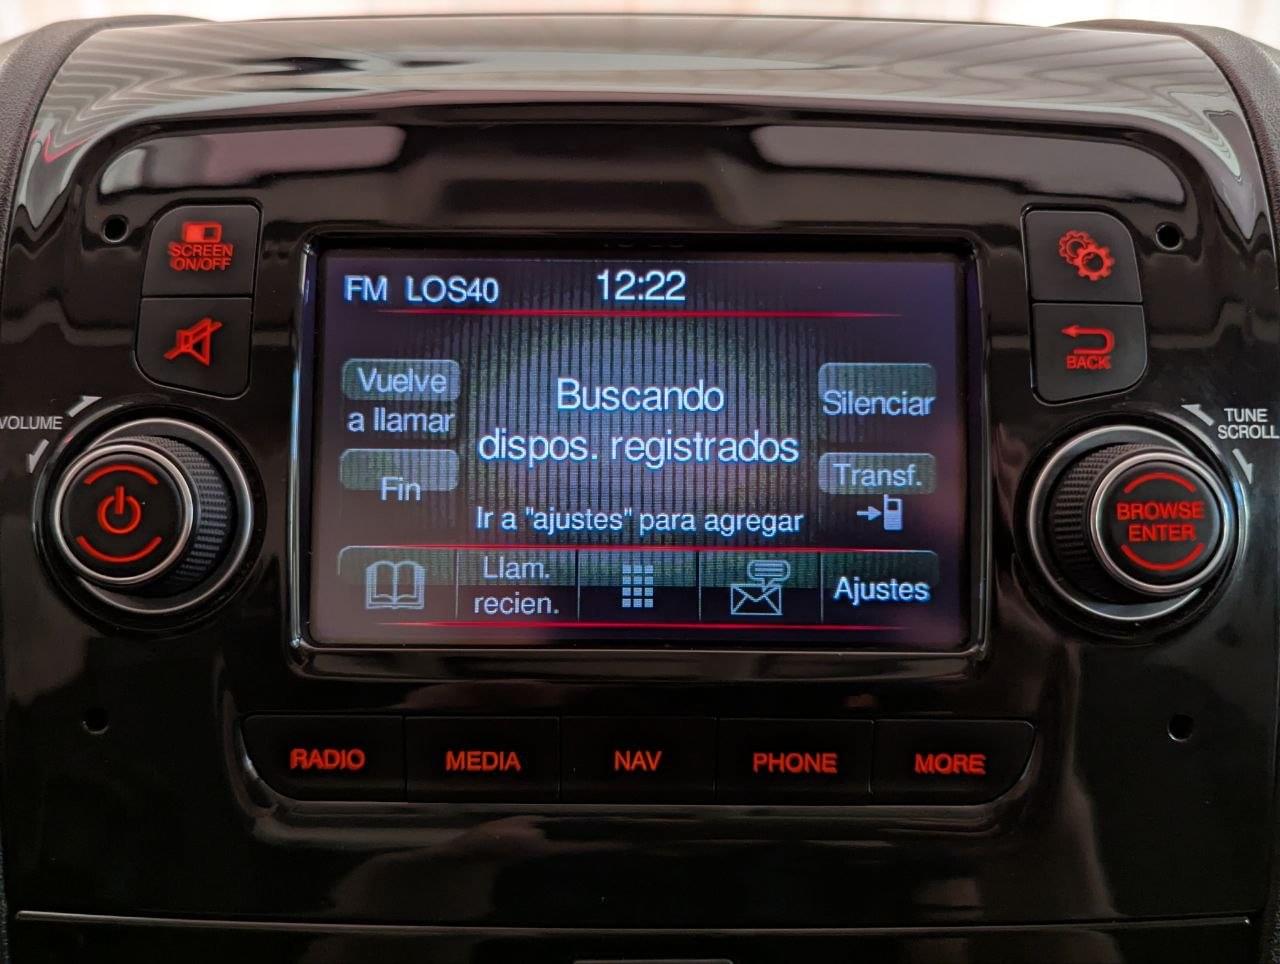 SCREEN
ON/OFF
FM LOS40
12:22
Vuelve
a llamar
Fin
Buscando
dispos. registrados
Ir a "ajustes" para agregar
Silenciar
Transf.
Llam.
recien.
Ajustes
BACK
VOLUME
TUNE
SCROLL
BROWSE
ENTER
RADIO
MEDIA
NAV
PHONE
MORE